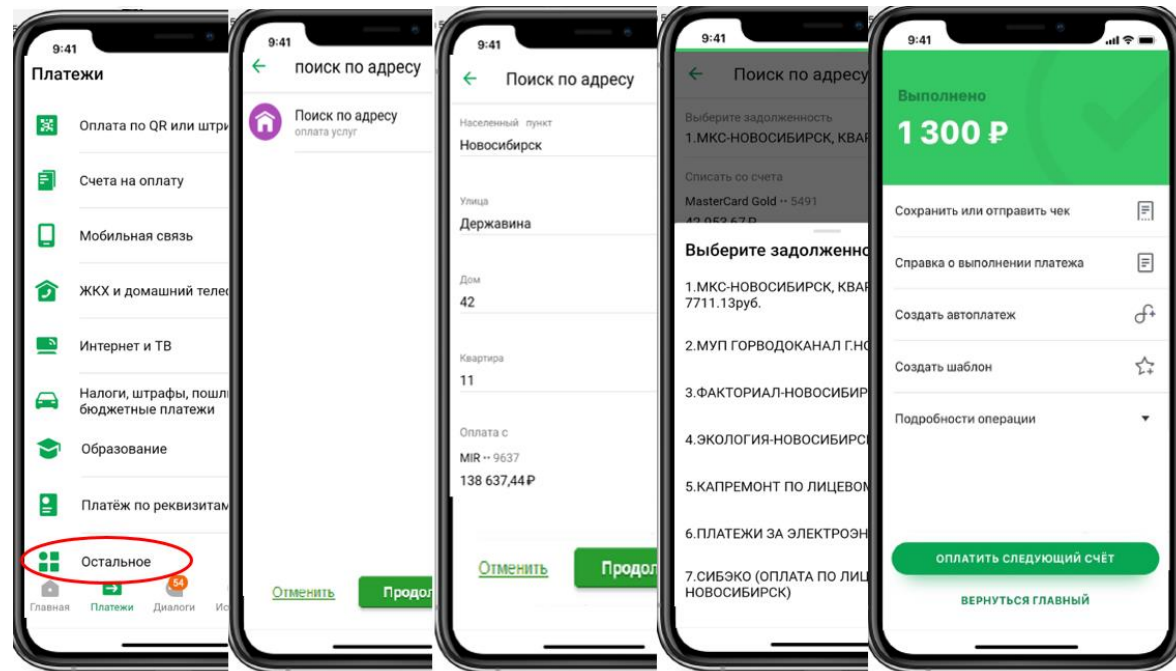 9:41
Платежи
Оплата по QR или штри
Счета на оплату
Мобильная связь
ЖКХ и домашний телеф
Интернет и ТВ
Налоги, штрафы, пошли
бюджетные платежи
Образование
Платёж по реквизитам
Остальное
54
Главная Платежи Диалоги Ис
9:41
поиск по адресу
Поиск по адресу
оплата услуг
Отменить Продол
9:41
Поиск по адресу
Населенный пункт
Новосибирск
Улица
Державина
Дом
42
Квартира
11
Оплата с
MIR •• 9637
138 637,44 ₽
Отменить Продол
9:41
Поиск по адресу
Выберите задолженность
1.МКС-НОВОСИБИРСК, КВАР
Списать со счета
MasterCard Gold •• 5491
42 953,67 ₽
Выберите задолженно
1.МКС-НОВОСИБИРСК, КВАР
7711.13руб.
2.МУП ГОРВОДОКАНАЛ Г.НО
3.ФАКТОРИАЛ-НОВОСИБИР
4.ЭКОЛОГИЯ-НОВОСИБИРС
5.КАПРЕМОНТ ПО ЛИЦЕВОМ
6.ПЛАТЕЖИ ЗА ЭЛЕКТРОЭН
7.СИБЭКО (ОПЛАТА ПО ЛИЦ
НОВОСИБИРСК)
9:41
Выполнено
1 300 ₽
Сохранить или отправить чек
Справка о выполнении платежа
Создать автоплатеж
Создать шаблон
Подробности операции
ОПЛАТИТЬ СЛЕДУЮЩИЙ СЧЁТ
ВЕРНУТЬСЯ ГЛАВНЫЙ